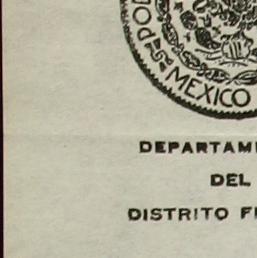 MEXICO
DEPARTAM
DEL
DISTRITO F